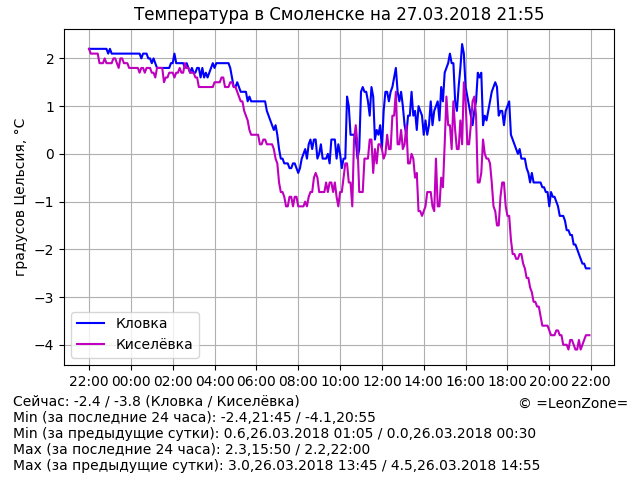 Температура в Смоленске на 27.03.2018 21:55
градусов Цельсия, °C
2
1
0
−1
−2
−3
−4
Кловка
Киселёвка
22:00 00:00 02:00 04:00 06:00 08:00 10:00 12:00 14:00 16:00 18:00 20:00 22:00
Сейчас: -2.4 / -3.8 (Кловка / Киселёвка)
© =LeonZone=
Min (за последние 24 часа): -2.4,21:45 / -4.1,20:55
Min (за предыдущие сутки): 0.6,26.03.2018 01:05 / 0.0,26.03.2018 00:30
Max (за последние 24 часа): 2.3,15:50 / 2.2,22:00
Max (за предыдущие сутки): 3.0,26.03.2018 13:45 / 4.5,26.03.2018 14:55